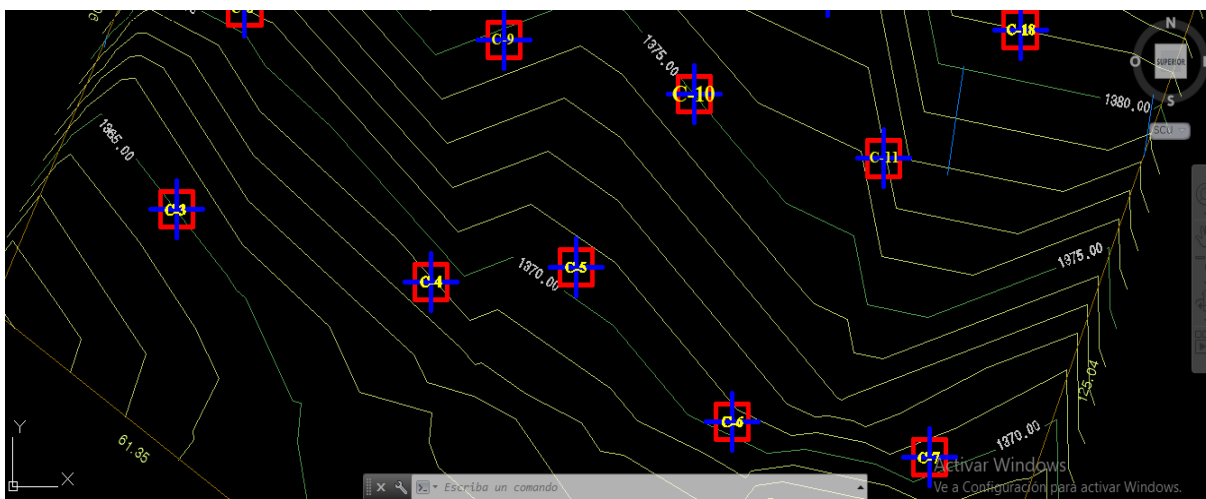 N
C-9
C-18
1375.00
SUPERIOR
O
C-10
1380.00
S
1365.00
SCU
C-11
C-3
1375.00
1370.00
C-5
C-4
125.04
C-6
61.35
Y
1370.00
C-7
X
Activar Windows
Escriba un comando
Ve a Configuración para activar Windows.